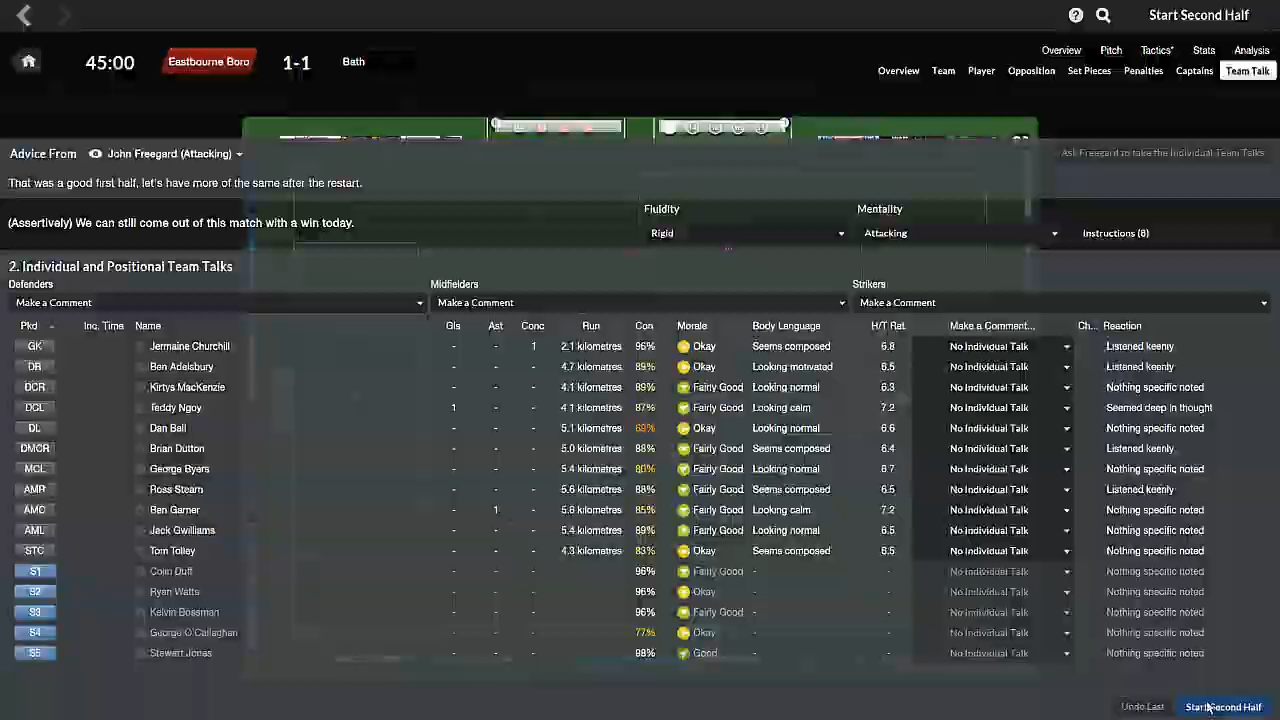 Start Second Half
45:00 Eastbourne Boro 1-1 Bath
Overview Pitch Tactics* Stats Analysis
Overview Team Player Opposition Set Pieces Penalties Captains Team Talk
Advice From John Freegard (Attacking) Ask Freegard to take the Individual Team Talks
That was a good first half, let's have more of the same after the restart.
Fluidity Mentality
(Assertively) We can still come out of this match with a win today.
Rigid Attacking Instructions (8)
2. Individual and Positional Team Talks
Defenders Midfielders Strikers
Make a Comment Make a Comment Make a Comment
Pkd Inq. Time Name Gls Ast Conc Run Con Morale Body Language H/T Rat. Make a Comment... Ch... Reaction
GK Jermaine Churchill - - 1 2.1 kilometres 96% Okay Seems composed 6.8 No Individual Talk Listened keenly
DR Ben Adelsbury - - - 4.7 kilometres 89% Okay Looking motivated 6.5 No Individual Talk Listened keenly
DCR Kirtys MacKenzie - - - 4.1 kilometres 89% Fairly Good Looking normal 6.3 No Individual Talk Nothing specific noted
DCL Teddy Ngoy 1 - - 4.1 kilometres 87% Fairly Good Looking calm 7.2 No Individual Talk Seemed deep in thought
DL Dan Ball - - - 5.1 kilometres 69% Okay Looking normal 6.6 No Individual Talk Nothing specific noted
DMCR Brian Dutton - - - 5.0 kilometres 88% Fairly Good Seems composed 6.4 No Individual Talk Listened keenly
MCL George Byers - - - 5.4 kilometres 80% Fairly Good Looking normal 6.7 No Individual Talk Nothing specific noted
AMR Ross Stearn - - - 5.6 kilometres 88% Fairly Good Seems composed 6.5 No Individual Talk Listened keenly
AMC Ben Garner - 1 - 5.8 kilometres 85% Fairly Good Looking calm 7.2 No Individual Talk Nothing specific noted
AML Jack Gwilliams - - - 5.4 kilometres 89% Fairly Good Looking normal 6.5 No Individual Talk Nothing specific noted
STC Tom Tolley - - - 4.3 kilometres 83% Okay Seems composed 6.5 No Individual Talk Nothing specific noted
S1 Colin Duff 96% Fairly Good - No Individual Talk Nothing specific noted
S2 Ryan Watts - - - - 96% Okay - - No Individual Talk Nothing specific noted
S3 Kelvin Bossman - - - - 96% Fairly Good - - No Individual Talk Nothing specific noted
S4 George O'Callaghan - - - - 77% Okay - - No Individual Talk Nothing specific noted
S5 Stewart Jones - - - - 98% Good - - No Individual Talk Nothing specific noted
Undo Last Start Second Half